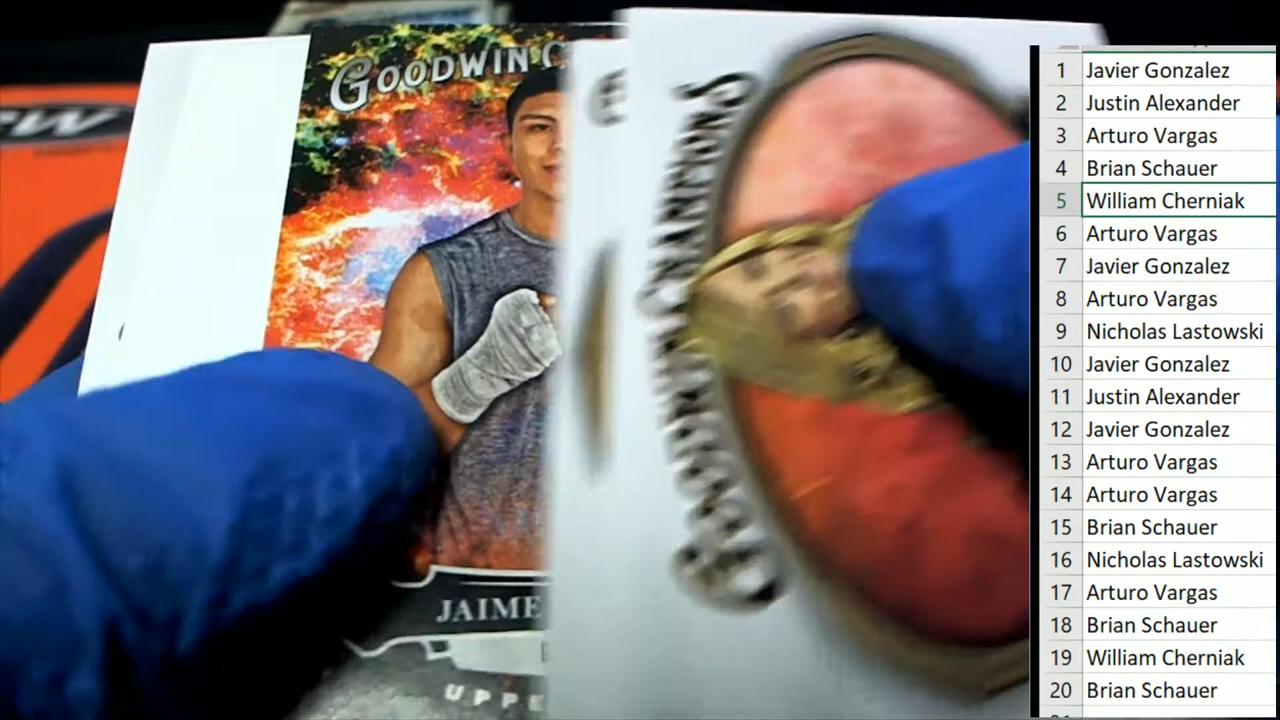 GOODWIN C
GOODWIN CHAMPIONS
JAIME
UPPE
1 Javier Gonzalez
2 Justin Alexander
3 Arturo Vargas
4 Brian Schauer
5 William Cherniak
6 Arturo Vargas
7 Javier Gonzalez
8 Arturo Vargas
9 Nicholas Lastowski
10 Javier Gonzalez
11 Justin Alexander
12 Javier Gonzalez
13 Arturo Vargas
14 Arturo Vargas
15 Brian Schauer
16 Nicholas Lastowski
17 Arturo Vargas
18 Brian Schauer
19 William Cherniak
20 Brian Schauer